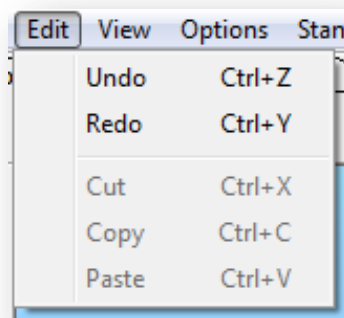 Edit View Options Stan
Undo Ctrl+Z
Redo Ctrl+Y
Cut Ctrl+X
Copy Ctrl+C
Paste Ctrl+V